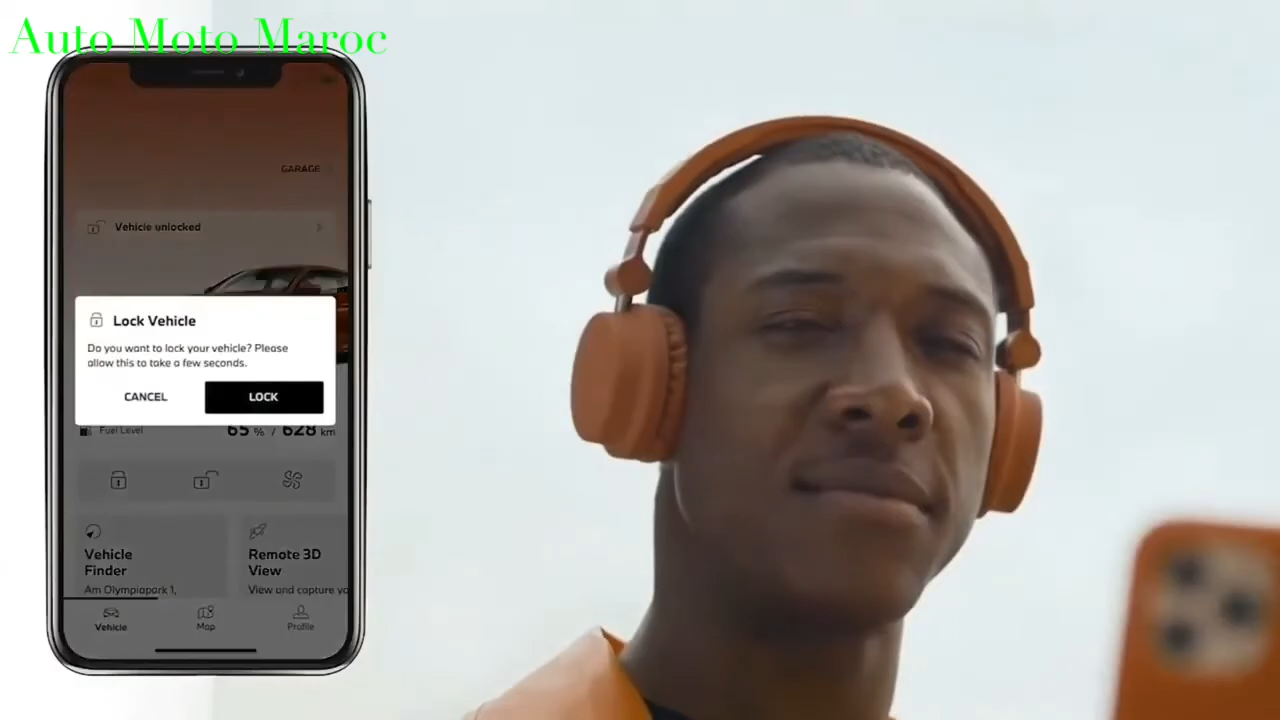 Auto Moto Maroc
GARAGE
Vehicle unlocked
Lock Vehicle
Do you want to lock your vehicle? Please
allow this to take a few seconds.
CANCEL
LOCK
Fuel Level
65 % / 628 km
Vehicle
Finder
Am Olympiapark 1,
Remote 3D
View
View and capture yo
Vehicle
Map
Profile